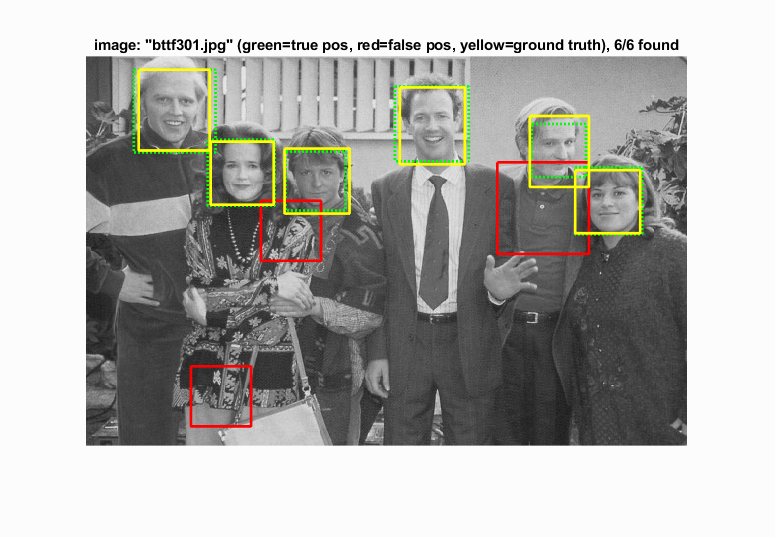 image: "bttf301.jpg" (green=true pos, red=false pos, yellow=ground truth), 6/6 found